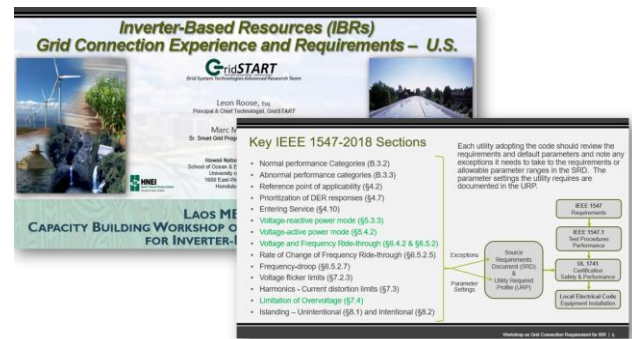 Inverter-Based Resources (IBRs)
Grid Connection Experience and Requirements – U.S.
GridSTART
Grid System Technologies Advanced Research Team
Leon Roose, Esq.
Principal & Chief Technologist, GridSTART
Marc M
Sr. Smart Grid Prog
HNEI
Hawaii Natu
School of Ocean & E
University o
1680 East-We
Honolul
LAOS ME
CAPACITY BUILDING WORKSHOP O
FOR INVERTER-
Key IEEE 1547-2018 Sections
• Normal performance Categories (B.3.2)
• Abnormal performance categories (B.3.3)
• Reference point of applicability (§4.2)
• Prioritization of DER responses (§4.7)
• Entering Service (§4.10)
• Voltage-reactive power mode (§5.3.3)
• Voltage-active power mode (§5.4.2)
• Voltage and Frequency Ride-through (§6.4.2 & §6.5.2)
• Rate of Change of Frequency Ride-through (§6.5.2.5)
• Frequency-droop (§6.5.2.7)
• Voltage flicker limits (§7.2.3)
• Harmonics - Current distortion limits (§7.3)
• Limitation of Overvoltage (§7.4)
• Islanding – Unintentional (§8.1) and Intentional (§8.2)
Each utility adopting the code should review the
requirements and default parameters and note any
exceptions it needs to take to the requirements or
allowable parameter ranges in the SRD. The
parameter settings the utility requires are
documented in the URP.
Exceptions
Parameter
Settings
Source
Requirements
Document (SRD)
&
Utility Required
Profile (URP)
IEEE 1547
Requirements
IEEE 1547.1
Test Procedures
Performance
UL 1741
Certification
Safety & Performance
Local Electrical Code
Equipment Installation
Workshop on Grid Connection Requirement for IBR |